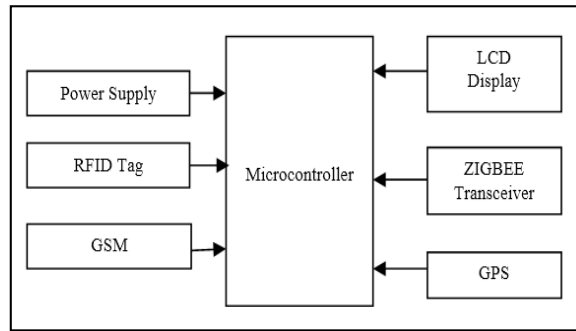 Power Supply
RFID Tag
GSM
Microcontroller
LCD
Display
ZIGBEE
Transceiver
GPS